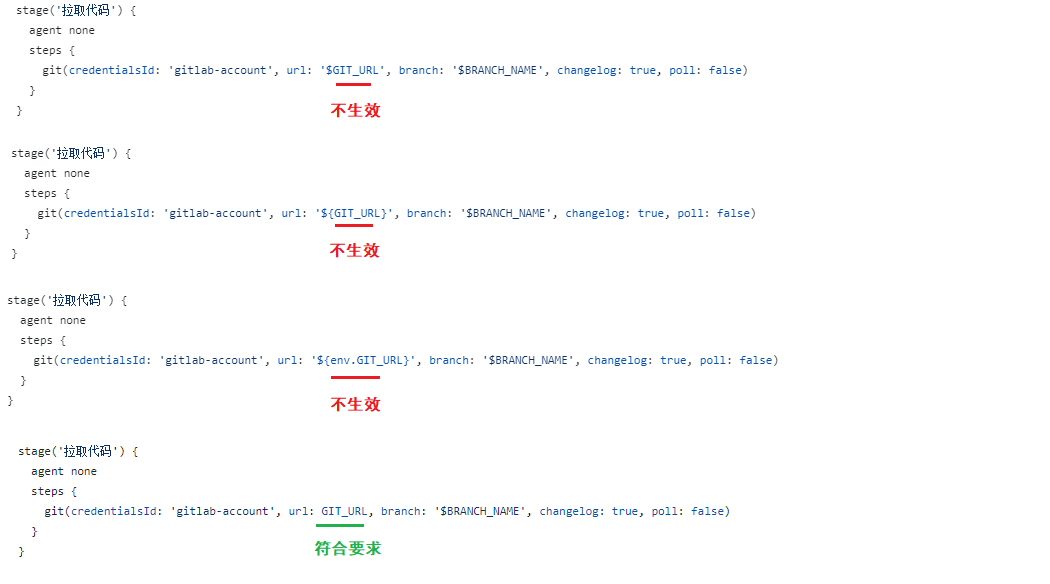 stage('拉取代码') {
agent none
steps {
git(credentialsId: 'gitlab-account', url: '$GIT_URL', branch: '$BRANCH_NAME', changelog: true, poll: false)
}
}
不生效
stage('拉取代码') {
agent none
steps {
git(credentialsId: 'gitlab-account', url: '${GIT_URL}', branch: '$BRANCH_NAME', changelog: true, poll: false)
}
}
不生效
stage('拉取代码') {
agent none
steps {
git(credentialsId: 'gitlab-account', url: '${env.GIT_URL}', branch: '$BRANCH_NAME', changelog: true, poll: false)
}
}
不生效
stage('拉取代码') {
agent none
steps {
git(credentialsId: 'gitlab-account', url: GIT_URL, branch: '$BRANCH_NAME', changelog: true, poll: false)
}
}
符合要求